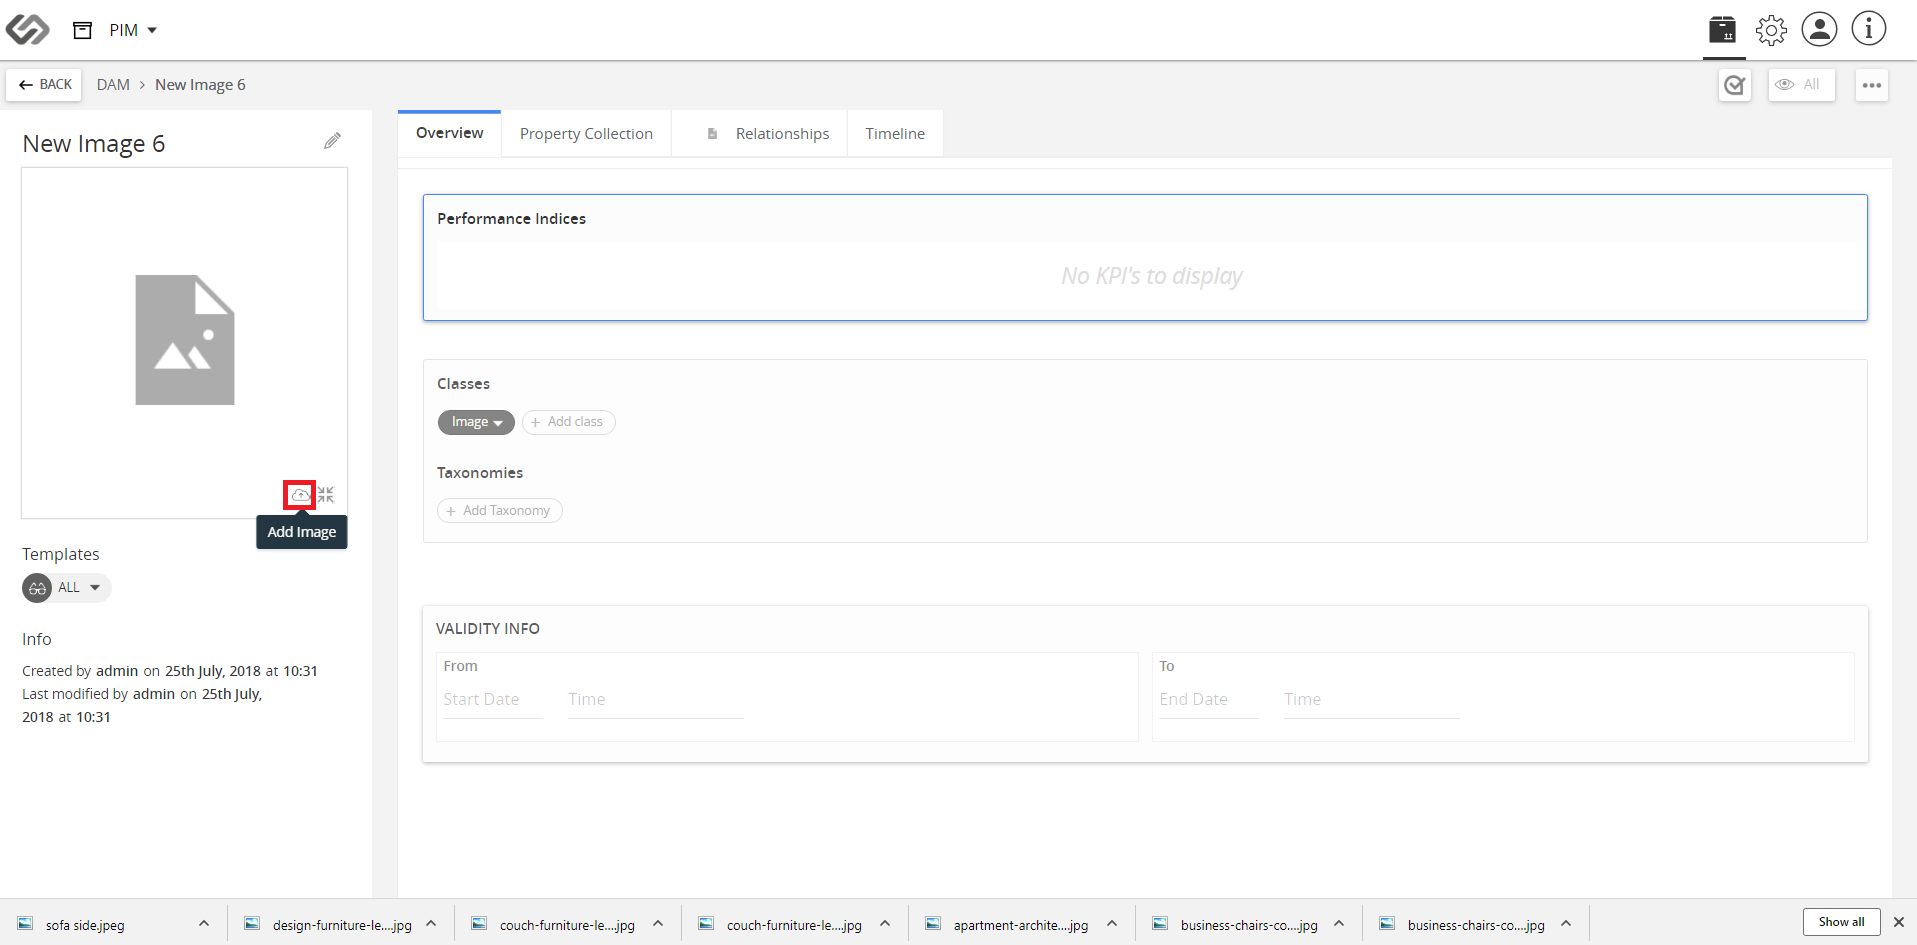 PIM
BACK
DAM > New Image 6
All
New Image 6
Add Image
Templates
ALL
Info
Created by admin on 25th July, 2018 at 10:31
Last modified by admin on 25th July,
2018 at 10:31
Overview
Property Collection
Relationships
Timeline
Performance Indices
No KPI's to display
Classes
Image
+ Add class
Taxonomies
+ Add Taxonomy
VALIDITY INFO
From
Start Date
Time
To
End Date
Time
sofa side.jpeg
design-furniture-le....jpg
couch-furniture-le....jpg
couch-furniture-le....jpg
apartment-archite....jpg
business-chairs-co....jpg
business-chairs-co....jpg
Show all